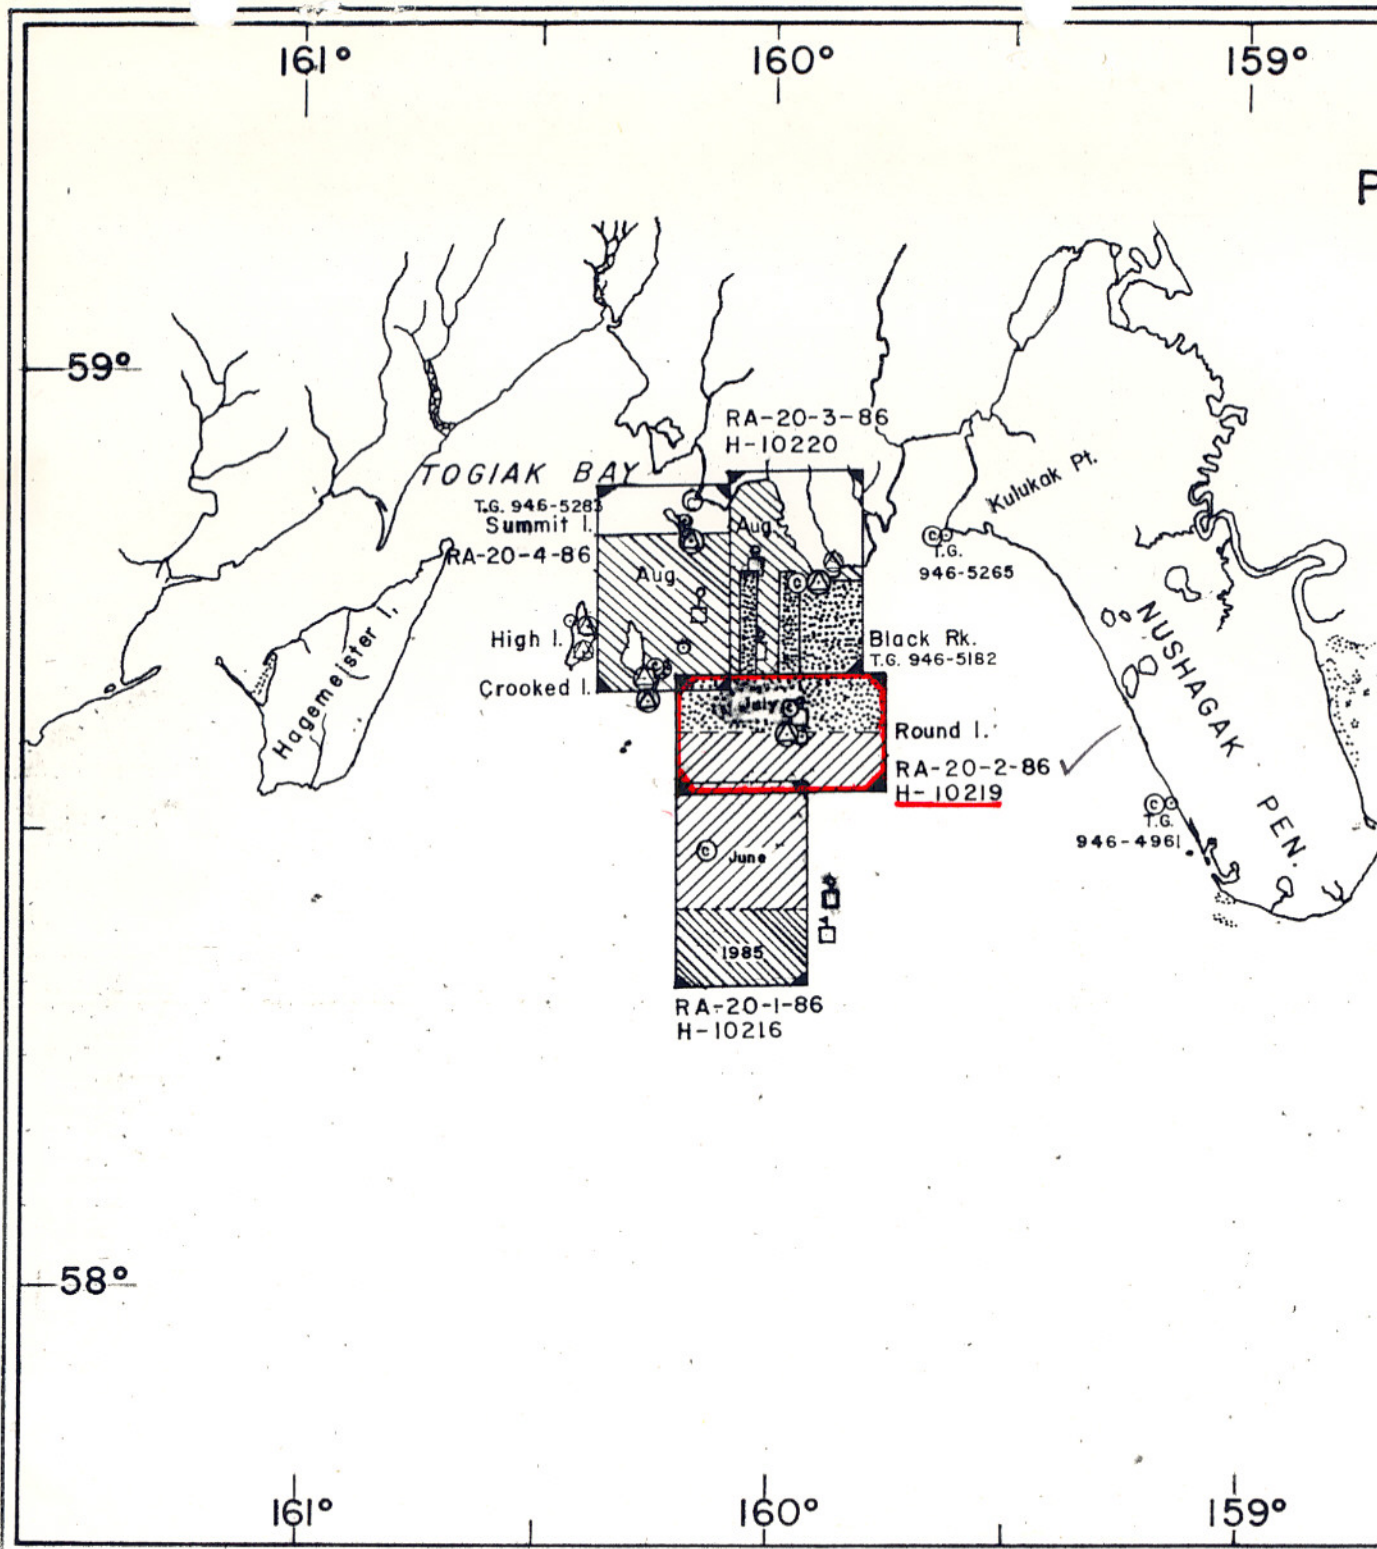 161°
160°
159°
P
59°
RA-20-3-86
H-10220
TOGIAK BAY
T.G. 946-5283
Summit I.
RA-20-4-86
Aug.
Aug.
Kulukak Pt.
T.G.
946-5265
High I.
Crooked I.
Hagemeister I.
Black Rk.
T.G. 946-5182
July
Round I.
RA-20-2-86
H-10219
NUSHAGAK PEN.
C
T.G.
946-4961
C
June
1985
RA-20-1-86
H-10216
58°
161°
160°
159°